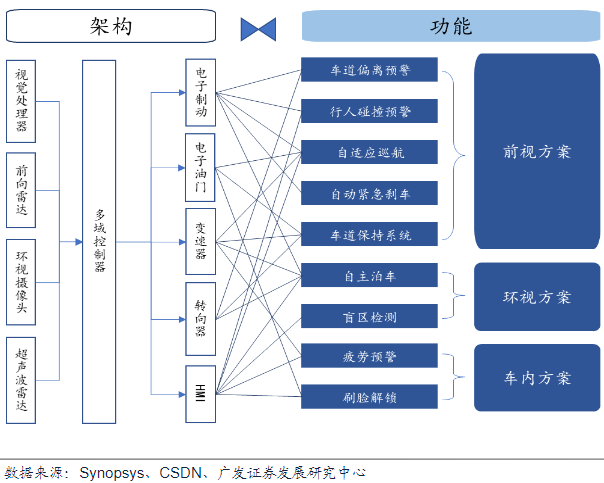 架构
功能
视觉处理器
前向雷达
环视摄像头
超声波雷达
多域控制器
电子制动
电子油门
变速器
转向器
HMI
车道偏离预警
行人碰撞预警
自适应巡航
自动紧急刹车
车道保持系统
自主泊车
盲区检测
疲劳预警
刷脸解锁
前视方案
环视方案
车内方案
数据来源：Synopsys、CSDN、广发证券发展研究中心